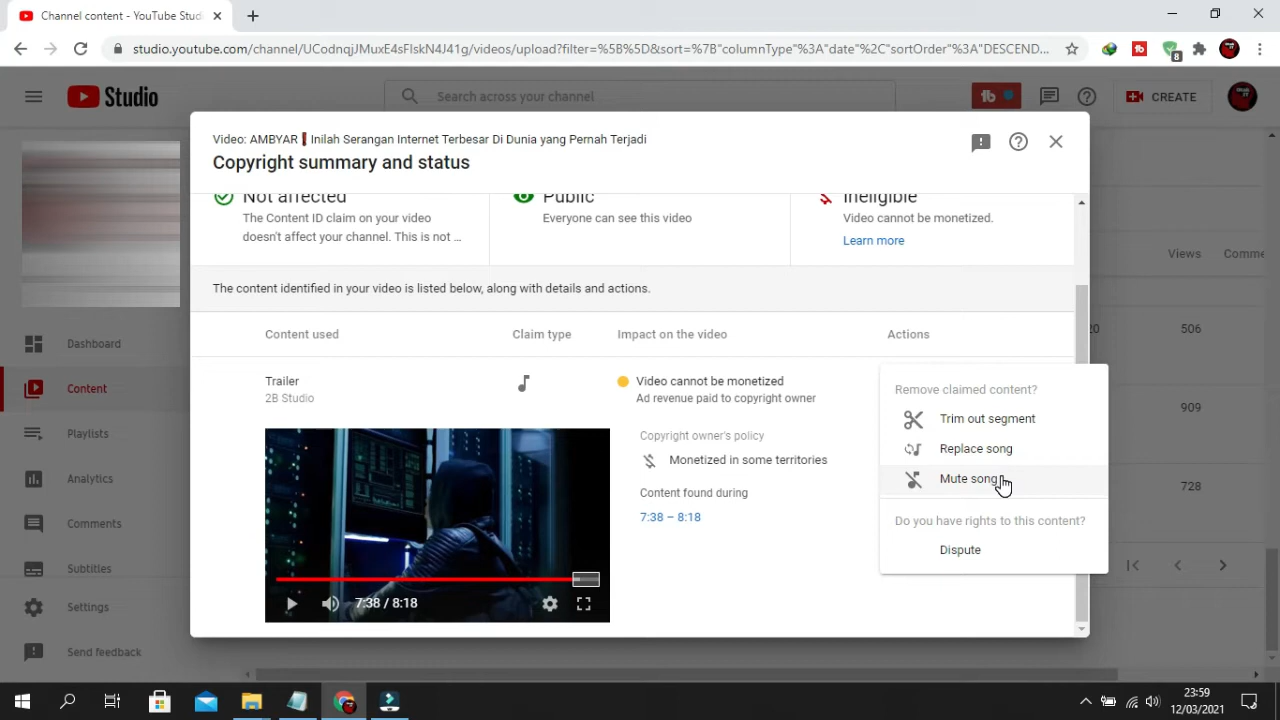 Channel content - YouTube Stud
studio.youtube.com/channel/UCodnqjJMuxE4sFlskN4J41g/videos/upload?filter=%5B%5D&sort=%7B"columnType"%3A"date"%2C"sortOrder"%3A"DESCEND...
8
Studio
Search across your channel
CREATE
Video: AMBYAR Inilah Serangan Internet Terbesar Di Dunia yang Pernah Terjadi
Copyright summary and status
Not affected
Public
Ineligible
The Content ID claim on your video
doesn't affect your channel. This is not ...
Everyone can see this video
Video cannot be monetized.
Learn more
Views
Comme
The content identified in your video is listed below, along with details and actions.
Content used
Claim type
Impact on the video
Actions
20
506
Dashboard
Content
Playlists
Analytics
Comments
Subtitles
Settings
Send feedback
Trailer
2B Studio
Video cannot be monetized
Ad revenue paid to copyright owner
Copyright owner's policy
Monetized in some territories
Content found during
7:38 – 8:18
7:38 / 8:18
Remove claimed content?
Trim out segment
Replace song
Mute song
Do you have rights to this content?
Dispute
909
728
23:59
12/03/2021